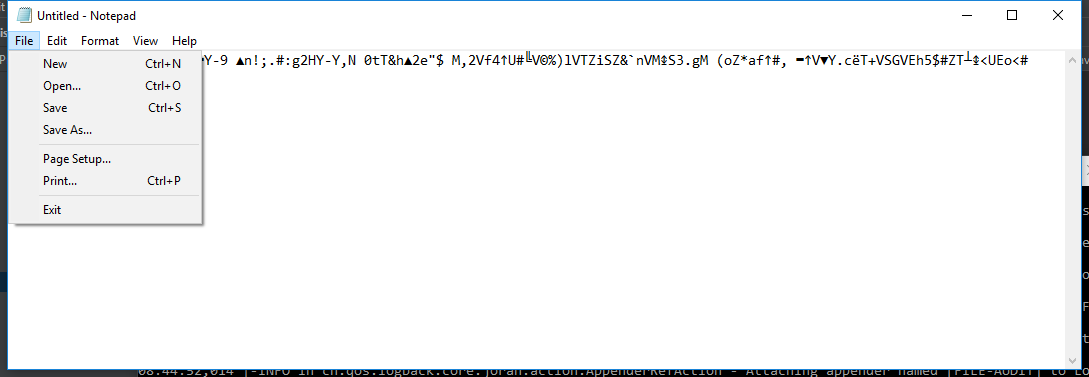 Untitled - Notepad
File Edit Format View Help
Y-9 ▲n!;.#:g2HY-Y,N 0tT&h▲2e"$ M,2Vf4↑U#╚V©%)lVTZiSZ&`nVM↨S3.gM (oZ*af↑#, ▬↑V▼Y.cëT+VSGVEh5$#ZT┴↨<UEo<#
New Ctrl+N
Open... Ctrl+O
Save Ctrl+S
Save As...
Page Setup...
Print... Ctrl+P
Exit
08:44:52,014 |-INFO in ch.qos.logback.core.joran.action.AppenderRefAction - Attaching appender named [FILE-AUDIT] to Lo